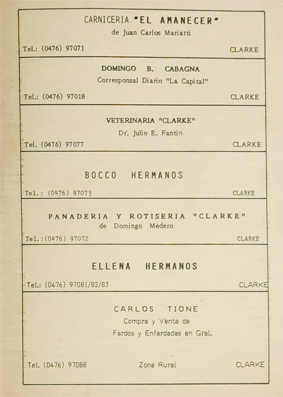 CARNICERIA "EL AMANECER"
de Juan Carlos Mariatti
Tel.: (0476) 97071 CLARKE
DOMINGO B. CABAGNA
Corresponsal Diario "La Capital"
Tel.: (0476) 97018 CLARKE
VETERINARIA "CLARKE"
Dr. Julio E. Fantin
Tel. (0476) 97077 CLARKE
BOCCO HERMANOS
Tel.: (0476) 97073 CLARKE
PANADERIA Y ROTISERIA "CLARKE"
de Domingo Medero
Tel.:(0476) 97072 CLARKE
ELLENA HERMANOS
Tel.: (0476) 97081/82/83 CLARKE
CARLOS TIONE
Compra y Venta de
Fardos y Enfardadas en Gral.
Tel. (0476) 97088 Zona Rural CLARKE